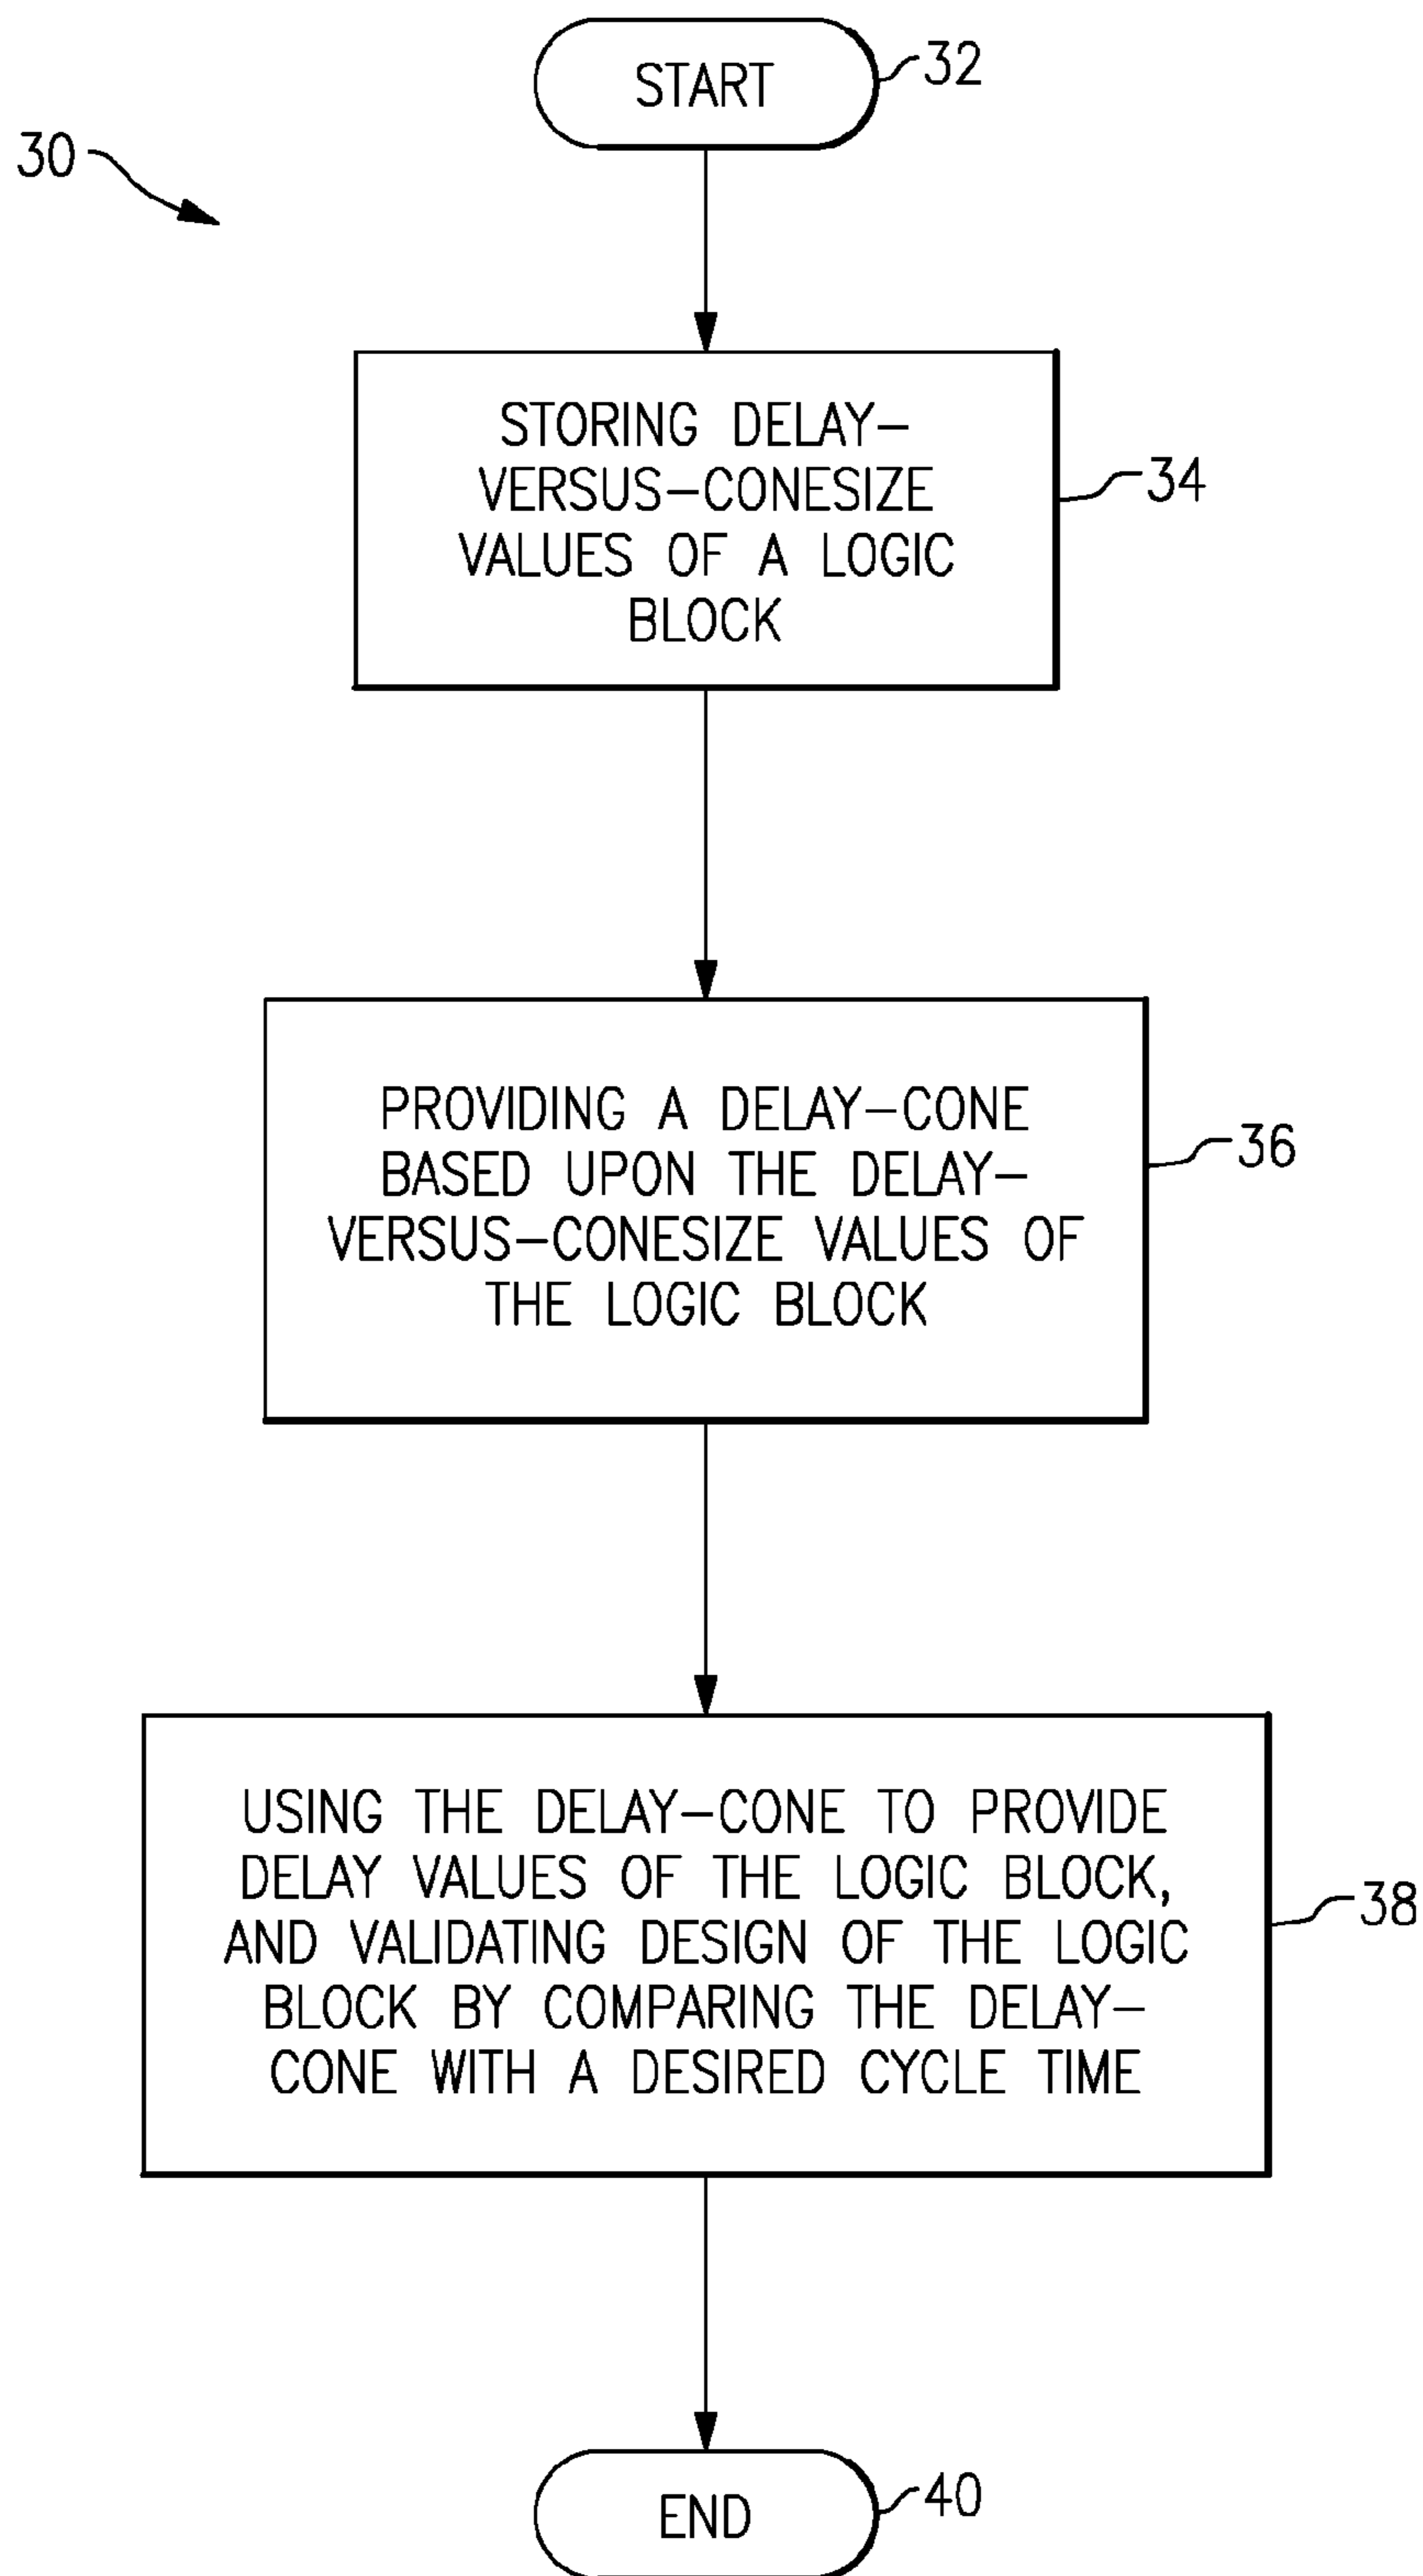 START
32
30
STORING DELAY-
VERSUS-CONESIZE
VALUES OF A LOGIC
BLOCK
34
PROVIDING A DELAY-CONE
BASED UPON THE DELAY-
VERSUS-CONESIZE VALUES OF
THE LOGIC BLOCK
36
USING THE DELAY-CONE TO PROVIDE
DELAY VALUES OF THE LOGIC BLOCK,
AND VALIDATING DESIGN OF THE LOGIC
BLOCK BY COMPARING THE DELAY-
CONE WITH A DESIRED CYCLE TIME
38
END
40